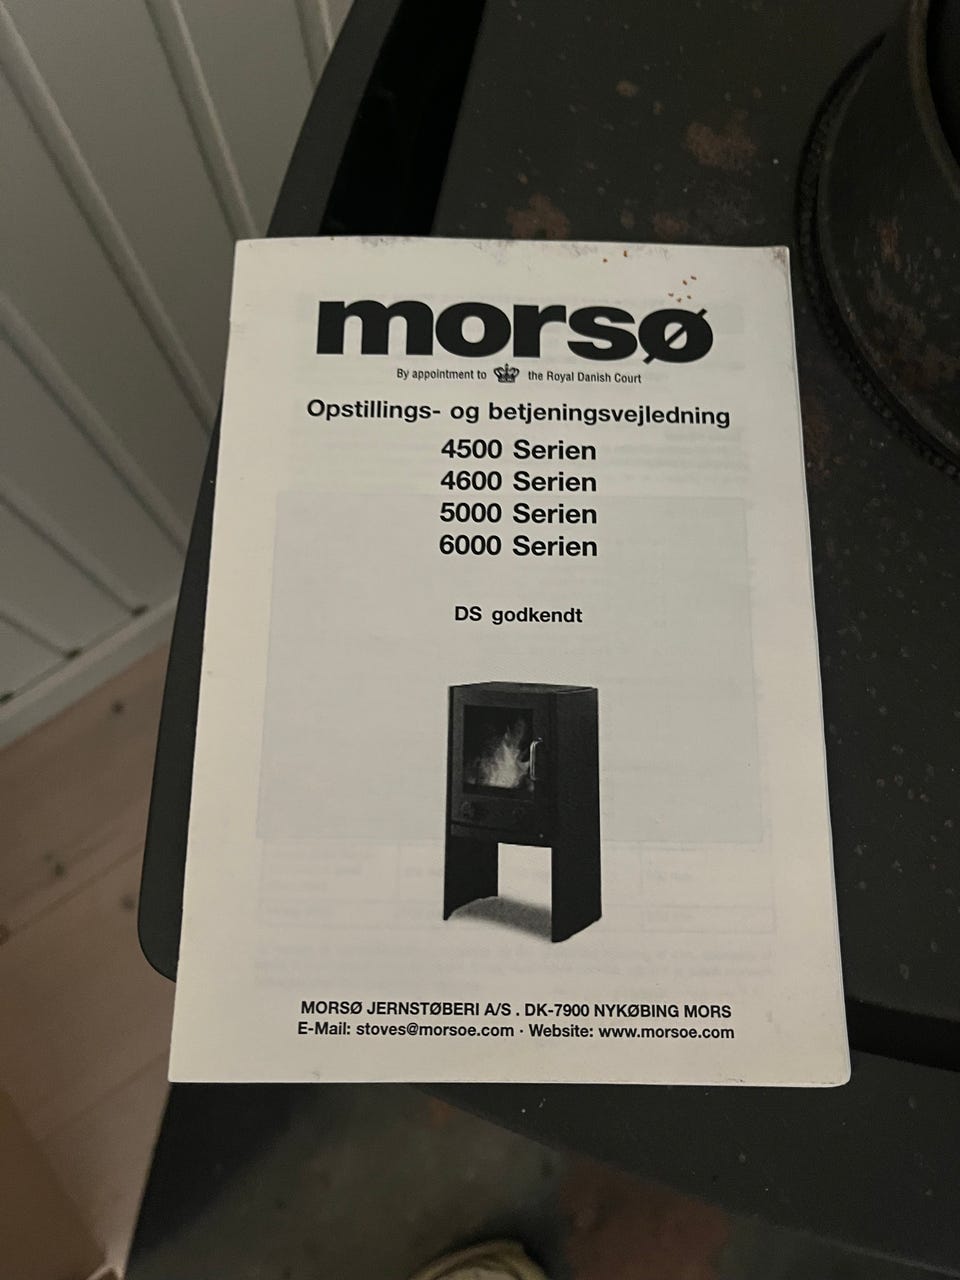 morsø
By appointment to the Royal Danish Court
Opstillings- og betjeningsvejledning
4500 Serien
4600 Serien
5000 Serien
6000 Serien
DS godkendt
MORSØ JERNSTØBERI A/S . DK-7900 NYKØBING MORS
E-Mail: stoves@morsoe.com · Website: www.morsoe.com